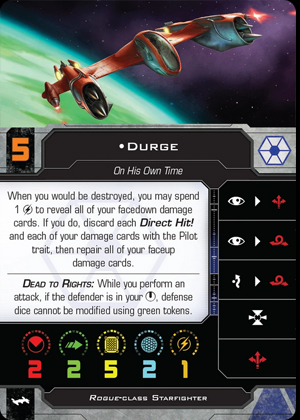 •Durge
5
On His Own Time
When you would be destroyed, you may spend
1 to reveal all of your facedown damage
cards. If you do, discard each Direct Hit!
and each of your damage cards with the Pilot
trait, then repair all of your faceup
damage cards.
Dead to Rights: While you perform an
attack, if the defender is in your , defense
dice cannot be modified using green tokens.
2 2 5 2 1
Rogue-class Starfighter